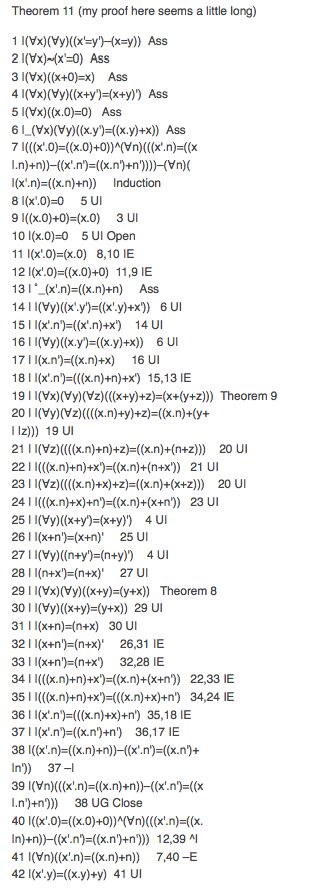 Theorem 11 (my proof here seems a little long)
1 I(∀x)(∀y)((x'=y')–(x=y)) Ass
2 I(∀x)~(x'=0) Ass
3 I(∀x)((x+0)=x) Ass
4 I(∀x)(∀y)((x+y')=(x+y)') Ass
5 I(∀x)((x.0)=0) Ass
6 I_(∀x)(∀y)((x.y')=((x.y)+x)) Ass
7 I(((x'.0)=((x.0)+0))^(∀n)(((x'.n)=((x
I.n)+n))–((x'.n')=((x.n')+n'))))–(∀n)(
I(x'.n)=((x.n)+n)) Induction
8 I(x'.0)=0 5 UI
9 I((x.0)+0)=(x.0) 3 UI
10 I(x.0)=0 5 UI Open
11 I(x'.0)=(x.0) 8,10 IE
12 I(x'.0)=((x.0)+0) 11,9 IE
13 I ˚_(x'.n)=((x.n)+n) Ass
14 I I(∀y)((x'.y')=((x'.y)+x')) 6 UI
15 I I(x'.n')=((x'.n)+x') 14 UI
16 I I(∀y)((x.y')=((x.y)+x)) 6 UI
17 I I(x.n')=((x.n)+x) 16 UI
18 I I(x'.n')=(((x.n)+n)+x') 15,13 IE
19 I I(∀x)(∀y)(∀z)(((x+y)+z)=(x+(y+z))) Theorem 9
20 I I(∀y)(∀z)((((x.n)+y)+z)=((x.n)+(y+
I Iz))) 19 UI
21 I I(∀z)((((x.n)+n)+z)=((x.n)+(n+z))) 20 UI
22 I I(((x.n)+n)+x')=((x.n)+(n+x')) 21 UI
23 I I(∀z)((((x.n)+x)+z)=((x.n)+(x+z))) 20 UI
24 I I(((x.n)+x)+n')=((x.n)+(x+n')) 23 UI
25 I I(∀y)((x+y')=(x+y)') 4 UI
26 I I(x+n')=(x+n)' 25 UI
27 I I(∀y)((n+y')=(n+y)') 4 UI
28 I I(n+x')=(n+x)' 27 UI
29 I I(∀x)(∀y)((x+y)=(y+x)) Theorem 8
30 I I(∀y)((x+y)=(y+x)) 29 UI
31 I I(x+n)=(n+x) 30 UI
32 I I(x+n')=(n+x)' 26,31 IE
33 I I(x+n')=(n+x') 32,28 IE
34 I I(((x.n)+n)+x')=((x.n)+(x+n')) 22,33 IE
35 I I(((x.n)+n)+x')=(((x.n)+x)+n') 34,24 IE
36 I I(x'.n')=(((x.n)+x)+n') 35,18 IE
37 I I(x'.n')=((x.n')+n') 36,17 IE
38 I((x'.n)=((x.n)+n))–((x'.n')=((x.n')+
In')) 37 –I
39 I(∀n)(((x'.n)=((x.n)+n))–((x'.n')=((x
I.n')+n'))) 38 UG Close
40 I((x'.0)=((x.0)+0))^(∀n)(((x'.n)=((x.
In)+n))–((x'.n')=((x.n')+n'))) 12,39 ^I
41 I(∀n)((x'.n)=((x.n)+n)) 7,40 –E
42 I(x'.y)=((x.y)+y) 41 UI